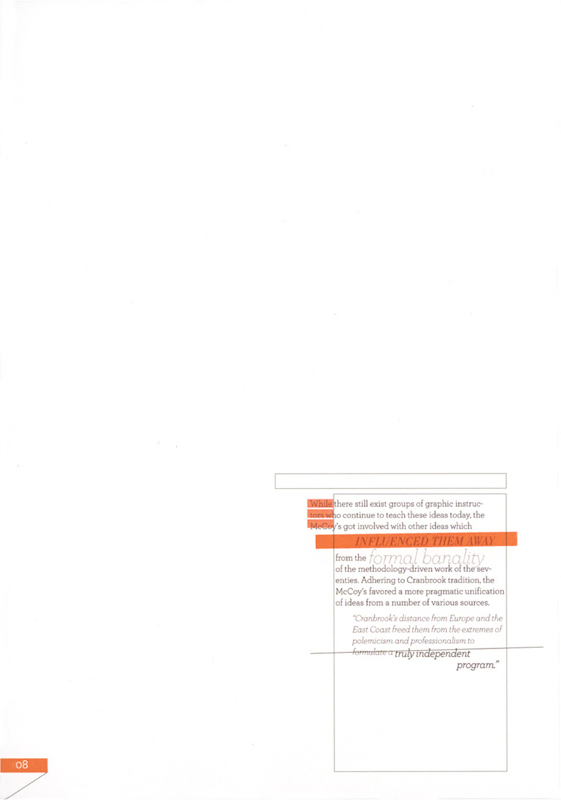 While there still exist groups of graphic instruc-
tors who continue to teach these ideas today, the
McCoy's got involved with other ideas which
INFLUENCED THEM AWAY
from the formal banality
of the methodology-driven work of the sev-
enties. Adhering to Cranbrook tradition, the
McCoy's favored a more pragmatic unification
of ideas from a number of various sources.
"Cranbrook's distance from Europe and the
East Coast freed them from the extremes of
polemicism and professionalism to
formulate a truly independent
program."
08